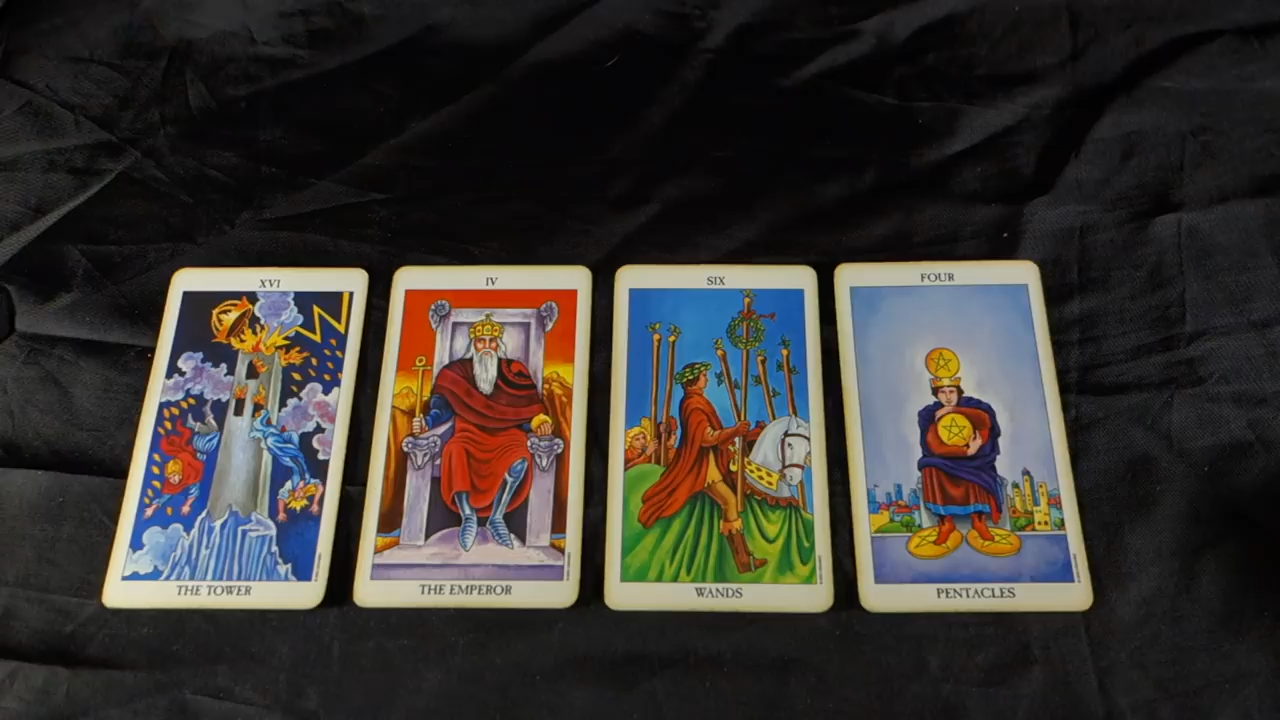 XVI
THE TOWER
IV
THE EMPEROR
SIX
WANDS
FOUR
PENTACLES